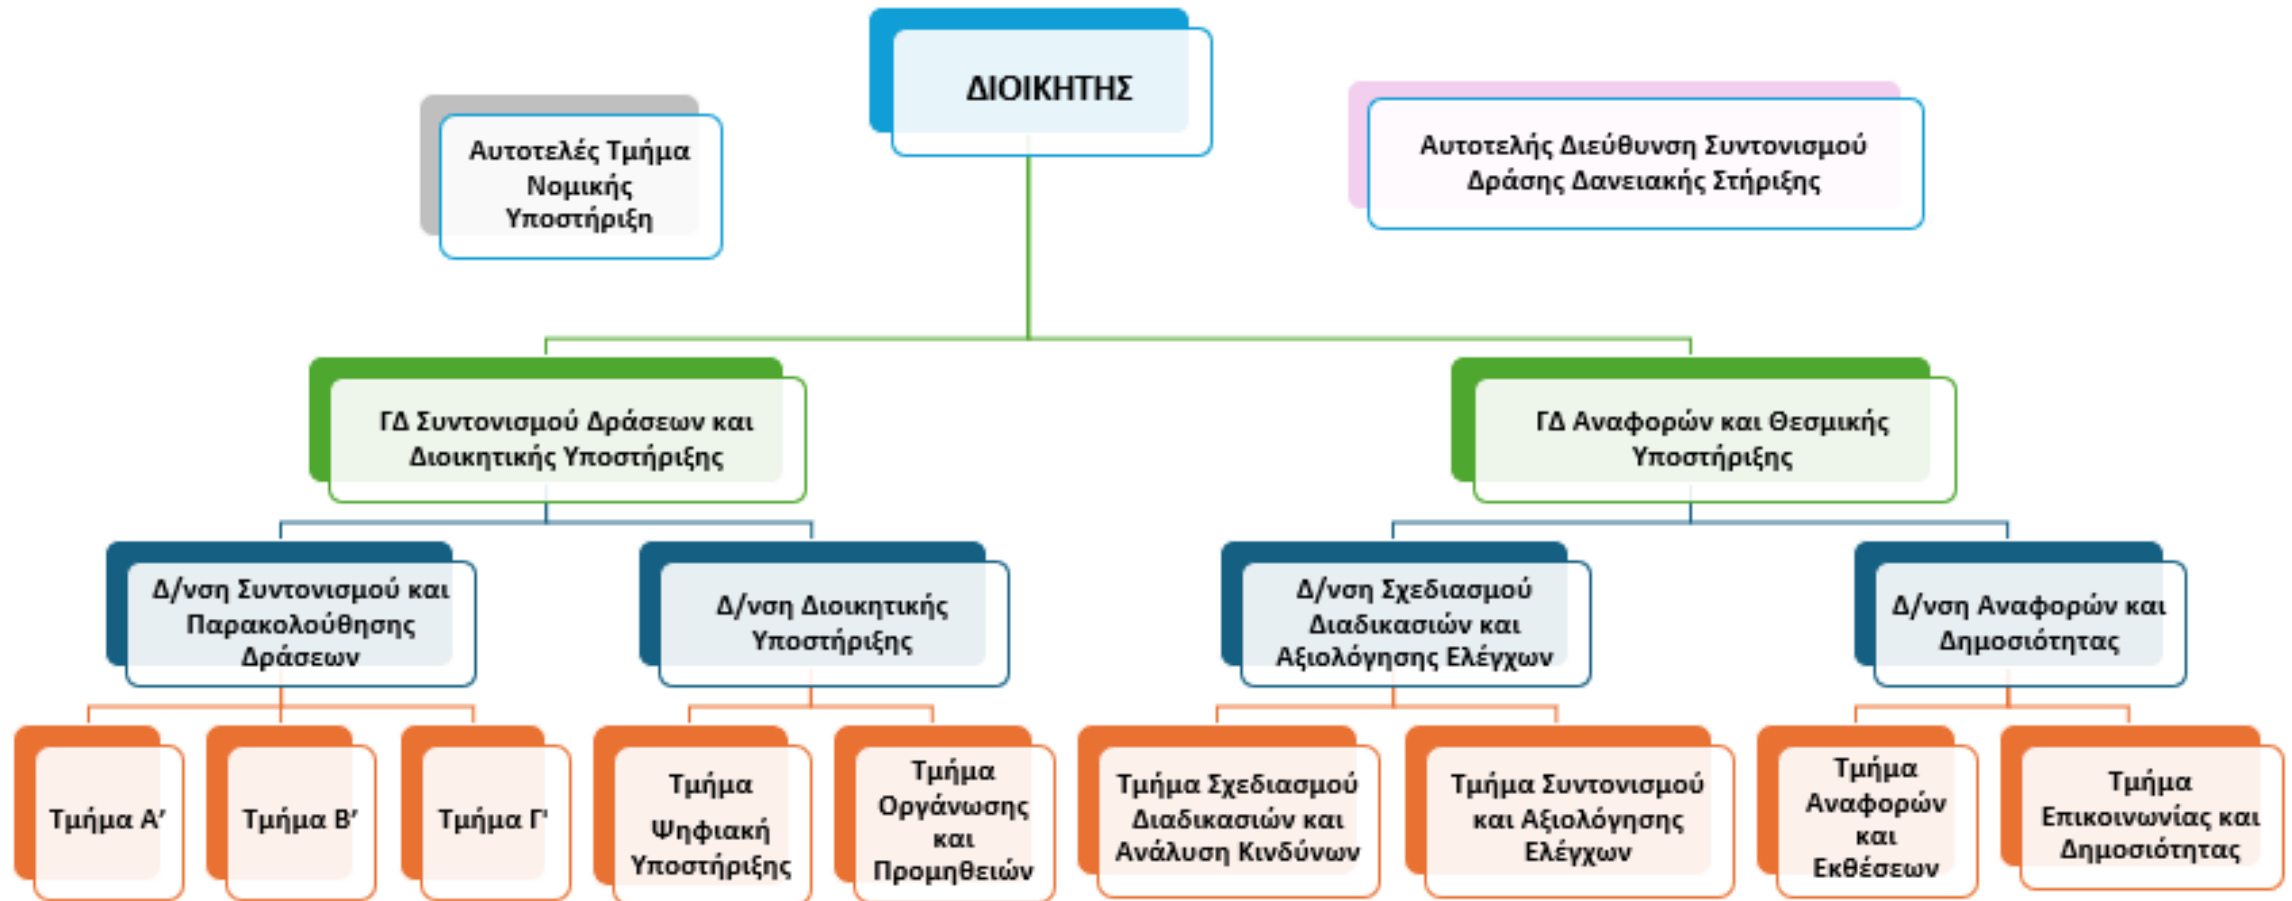 ΔΙΟΙΚΗΤΗΣ
Αυτοτελές Τμήμα
Νομικής
Υποστήριξη
Αυτοτελής Διεύθυνση Συντονισμού
Δράσης Δανειακής Στήριξης
ΓΔ Συντονισμού Δράσεων και
Διοικητικής Υποστήριξης
ΓΔ Αναφορών και Θεσμικής
Υποστήριξης
Δ/νση Συντονισμού και
Παρακολούθησης
Δράσεων
Δ/νση Διοικητικής
Υποστήριξης
Δ/νση Σχεδιασμού
Διαδικασιών και
Αξιολόγησης Ελέγχων
Δ/νση Αναφορών και
Δημοσιότητας
Τμήμα Α’
Τμήμα Β’
Τμήμα Γ'
Τμήμα
Ψηφιακή
Υποστήριξης
Τμήμα
Οργάνωσης
και
Προμηθειών
Τμήμα Σχεδιασμού
Διαδικασιών και
Ανάλυση Κινδύνων
Τμήμα Συντονισμού
και Αξιολόγησης
Ελέγχων
Τμήμα
Αναφορών
και
Εκθέσεων
Τμήμα
Επικοινωνίας και
Δημοσιότητας